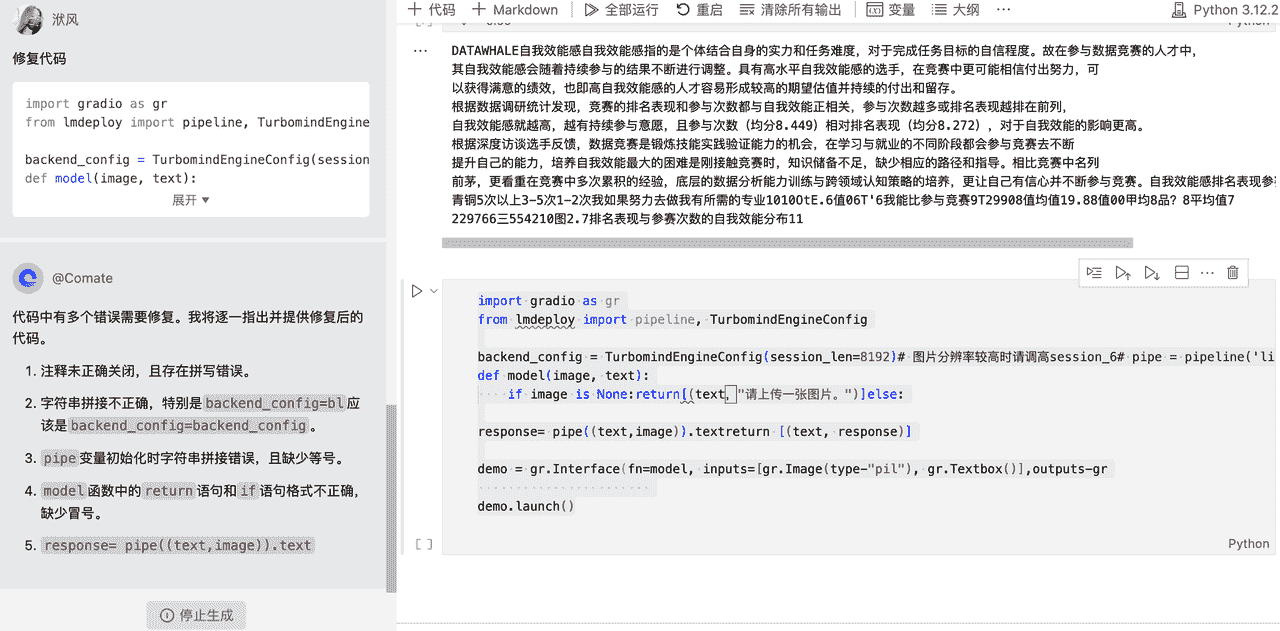 洑风
修复代码
import gradio as gr
from lmdeploy import pipeline, TurbomindEngine
backend_config = TurbomindEngineConfig(session
def model(image, text):
展开
@Comate
代码中有多个错误需要修复。我将逐一指出并提供修复后的
代码。
1. 注释未正确关闭，且存在拼写错误。
2. 字符串拼接不正确，特别是backend_config=bl应
该是backend_config=backend_config。
3. pipe变量初始化时字符串拼接错误，且缺少等号。
4. model函数中的return语句和if语句格式不正确，
缺少冒号。
5. response= pipe((text,image)).text
停止生成
代码 Markdown 全部运行 重启 清除所有输出 变量 大纲 ··· Python 3.12.2
DATAWHALE自我效能感自我效能感指的是个体结合自身的实力和任务难度，对于完成任务目标的自信程度。故在参与数据竞赛的人才中，
其自我效能感会随着持续参与的结果不断进行调整。具有高水平自我效能感的选手，在竞赛中更可能相信付出努力，可
以获得满意的绩效，也即高自我效能感的人才容易形成较高的期望估值并持续的付出和留存。
根据数据调研统计发现，竞赛的排名表现和参与次数都与自我效能正相关，参与次数越多或排名表现越排在前列，
自我效能感就越高，越有持续参与意愿，且参与次数（均分8.449）相对排名表现（均分8.272），对于自我效能的影响更高。
根据深度访谈选手反馈，数据竞赛是锻炼技能实践验证能力的机会，在学习与就业的不同阶段都会参与竞赛去不断
提升自己的能力，培养自我效能最大的困难是刚接触竞赛时，知识储备不足，缺少相应的路径和指导。相比竞赛中名列
前茅，更看重在竞赛中多次累积的经验，底层的数据分析能力训练与跨领域认知策略的培养，更让自己有信心并不断参与竞赛。自我效能感排名表现参
青铜5次以上3-5次1-2次我如果努力去做我有所需的专业1010OtE.6值06T'6我能比参与竞赛9T29908值均值19.88值00甲均8品？8平均值7
229766三554210图2.7排名表现与参赛次数的自我效能分布11
import gradio as gr
from lmdeploy import pipeline, TurbomindEngineConfig
backend_config = TurbomindEngineConfig(session_len=8192)# 图片分辨率较高时请调高session_6# pipe = pipeline('li
def model(image, text):
if image is None:return[(text,"请上传一张图片。")]else:
response= pipe((text,image)).textreturn [(text, response)]
demo = gr.Interface(fn=model, inputs=[gr.Image(type-"pil"), gr.Textbox()],outputs-gr
demo.launch()
[ ]
Python